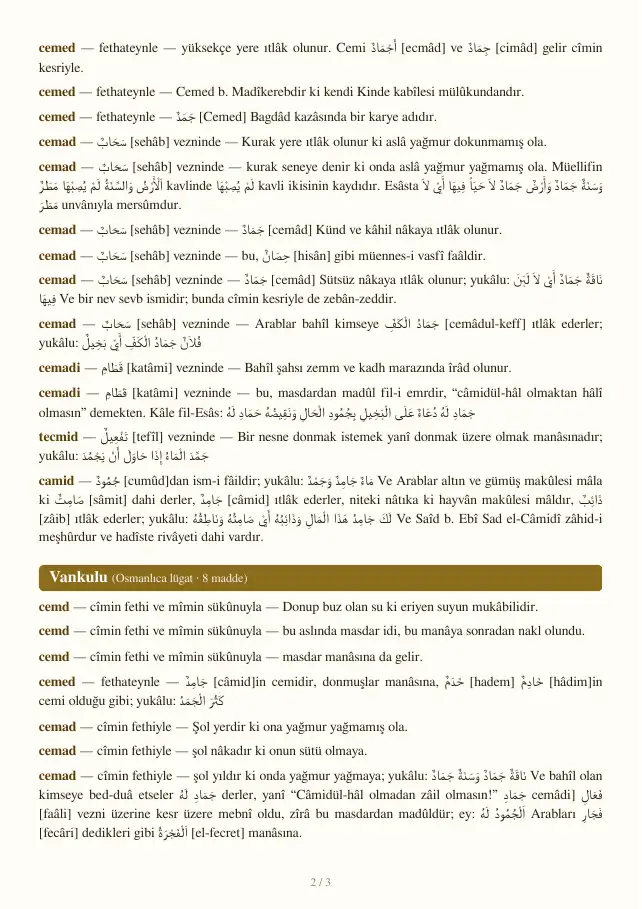 cemed — fethateynle — yüksekçe yere ıtlâk olunur. Cemi أَجْمَادٌ [ecmâd] ve جِمَادٌ [cimâd] gelir cîmin
kesriyle.
cemed — fethateynle — Cemed b. Madîkerebdir ki kendi Kinde kabîlesi mülûkundandır.
cemed — fethateynle — جَمَدٌ [Cemed] Bagdâd kazâsında bir karye adıdır.
cemad — سَحَابٌ [sehâb] vezninde — Kurak yere ıtlâk olunur ki aslâ yağmur dokunmamış ola.
cemad — سَحَابٌ [sehâb] vezninde — kurak seneye denir ki onda aslâ yağmur yağmamış ola. Müellifin
اَلْأَرْضُ وَالسَّنَةُ لَمْ يُصِبْهَا مَطَرٌ kavlinde لَمْ يُصِبْهَا kavli ikisinin kaydıdır. Esâsta وَسَنَةٌ جَمَادٌ وَأَرْضٌ جَمَادٌ لاَ حَيَاً فِيهَا أَيْ لاَ
مَطَرَ unvânıyla mersûmdur.
cemad — سَحَابٌ [sehâb] vezninde — جَمَادٌ [cemâd] Künd ve kâhil nâkaya ıtlâk olunur.
cemad — سَحَابٌ [sehâb] vezninde — bu, حِصَانٌ [hisân] gibi müennes-i vasfî faâldir.
cemad — سَحَابٌ [sehâb] vezninde — جَمَادٌ [cemâd] Sütsüz nâkaya ıtlâk olunur; yukâlu: نَاقَةٌ جَمَادٌ أَيْ لاَ لَبَنَ
فِيهَا Ve bir nev sevb ismidir; bunda cîmin kesriyle de zebân-zeddir.
cemad — سَحَابٌ [sehâb] vezninde — Arablar bahîl kimseye جَمَادُ الْكَفِّ [cemâdul-keff] ıtlâk ederler;
yukâlu: فُلاَنٌ جَمَادُ الْكَفِّ أَيْ بَخِيلٌ
cemadi — قَطَامِ [katâmi] vezninde — Bahîl şahsı zemm ve kadh marazında îrâd olunur.
cemadi — قَطَامِ [katâmi] vezninde — bu, masdardan madûl fil-i emrdir, “câmidül-hâl olmaktan hâlî
olmasın” demekten. Kâle fil-Esâs: جَمَادِ لَهُ دُعَاءٌ عَلَى الْبَخِيلِ بِجُمُودِ الْحَالِ وَنَقِيضُهُ حَمَادِ لَهُ
tecmid — تَفْعِيلٌ [tefîl] vezninde — Bir nesne donmak istemek yanî donmak üzere olmak manâsınadır;
yukâlu: جَمَّدَ الْمَاءُ إِذَا حَاوَلَ أَنْ يَجْمُدَ
camid — جُمُودٌ [cumûd]dan ism-i fâildir; yukâlu: مَاءٌ جَامِدٌ وَجَمْدٌ Ve Arablar altın ve gümüş makûlesi mâla
ki صَامِتٌ [sâmit] dahi derler, جَامِدٌ [câmid] ıtlâk ederler, niteki nâtıka ki hayvân makûlesi mâldır, ذَائِبٌ
[zâib] ıtlâk ederler; yukâlu: لَكَ جَامِدُ هَذَا الْمَالِ وَذَائِبُهُ أَيْ صَامِتُهُ وَنَاطِقُهُ Ve Saîd b. Ebî Sad el-Câmidî zâhid-i
meşhûrdur ve hadîste rivâyeti dahi vardır.
Vankulu (Osmanlıca lügat · 8 madde)
cemd — cîmin fethi ve mîmin sükûnuyla — Donup buz olan su ki eriyen suyun mukâbilidir.
cemd — cîmin fethi ve mîmin sükûnuyla — bu aslında masdar idi, bu manâya sonradan nakl olundu.
cemd — cîmin fethi ve mîmin sükûnuyla — masdar manâsına da gelir.
cemed — fethateynle — جَامِدٌ [câmid]in cemidir, donmuşlar manâsına, خَدَمٌ [hadem] خَادِمٌ [hâdim]in
cemi olduğu gibi; yukâlu: كَثُرَ الْجَمَدُ
cemad — cîmin fethiyle — Şol yerdir ki ona yağmur yağmamış ola.
cemad — cîmin fethiyle — şol nâkadır ki onun sütü olmaya.
cemad — cîmin fethiyle — şol yıldır ki onda yağmur yağmaya; yukâlu: نَاقَةٌ جَمَادٌ وَسَنَةٌ جَمَادٌ Ve bahîl olan
kimseye bed-duâ etseler جَمَادِ لَهُ derler, yanî “Câmidül-hâl olmadan zâil olmasın!” جَمَادِ cemâdi] فَعَالِ
[faâli] vezni üzerine kesr üzere mebnî oldu, zîrâ bu masdardan madûldür; ey: اَلْجُمُودُ لَهُ Arabları فَجَارِ
[fecâri] dedikleri gibi اَلْفَجْرَةُ [el-fecret] manâsına.
2 / 3